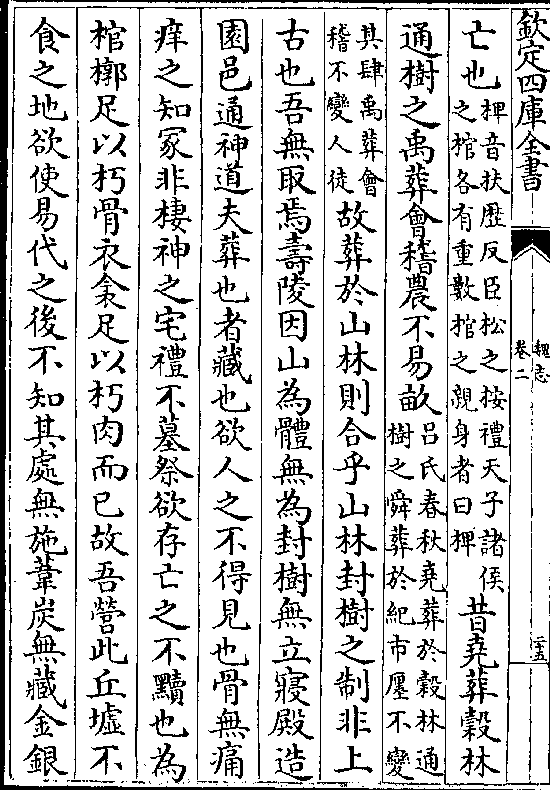 欽定四庫全書
魏志
卷二
二五
亡也椑音扶歷反臣松之按禮天子諸侯
之棺各有重數棺之親身者曰椑昔堯葬穀林
通樹之禹葬會稽農不易畝呂氏春秋堯葬於穀林通
樹之舜葬於紀市廛不變
其肆禹葬會
稽不變人徒故葬於山林則合乎山林封樹之制非上
古也吾無取焉壽陵因山為體無為封樹無立寢殿造
園邑通神道夫葬也者藏也欲人之不得見也骨無痛
痒之知冢非棲神之宅禮不墓祭欲存亡之不黷也為
棺槨足以朽骨衣衾足以朽肉而已故吾營此丘墟不
食之地欲使易代之後不知其處無施葦炭無藏金銀